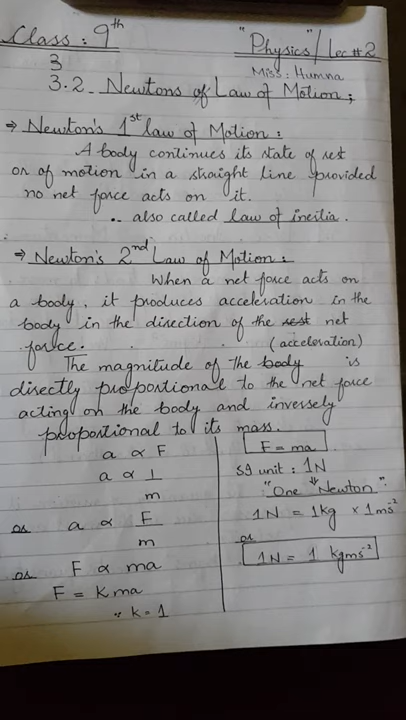 Class : 9th "Physics"/ Lec # 2
3 Miss : Humna
3.2 - Newtons of Law of Motion ;
⇒ Newton's 1st law of Motion :
A body continues its state of rest
or of motion in a straight line provided
no net force acts on it.
∴ also called law of inertia.
⇒ Newton's 2nd Law of Motion :
When a net force acts on
a body, it produces acceleration in the
body in the direction of the rest net
force. (acceleration)
The magnitude of the body is
directly proportional to the net force
acting on the body and inversely
proportional to its mass.
a ∝ F
a ∝ 1/m
or a ∝ F/m
or F ∝ ma
F = Kma
∵ k = 1
F = ma
SI unit : 1N
"One Newton"
1N = 1kg × 1ms⁻²
or
1N = 1 kgms⁻²